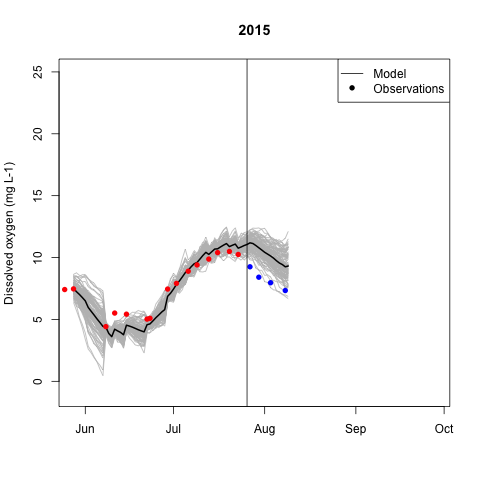 2015
Model
Observations
Dissolved oxygen (mg L-1)
25
20
15
10
5
0
Jun
Jul
Aug
Sep
Oct